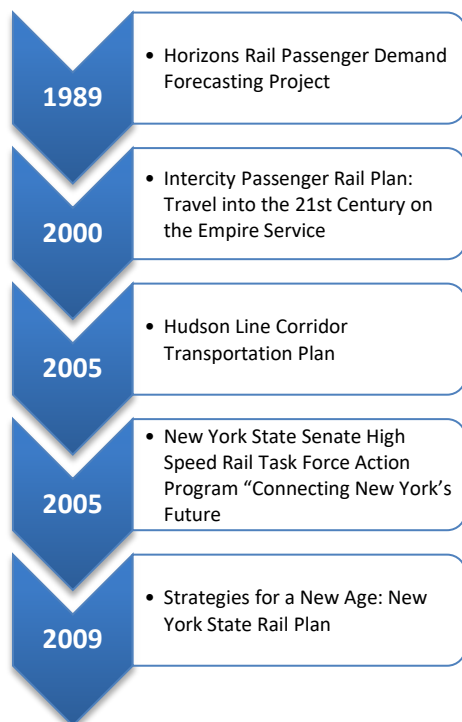 1989
• Horizons Rail Passenger Demand
Forecasting Project
2000
• Intercity Passenger Rail Plan:
Travel into the 21st Century on
the Empire Service
2005
• Hudson Line Corridor
Transportation Plan
2005
• New York State Senate High
Speed Rail Task Force Action
Program “Connecting New York’s
Future
2009
• Strategies for a New Age: New
York State Rail Plan